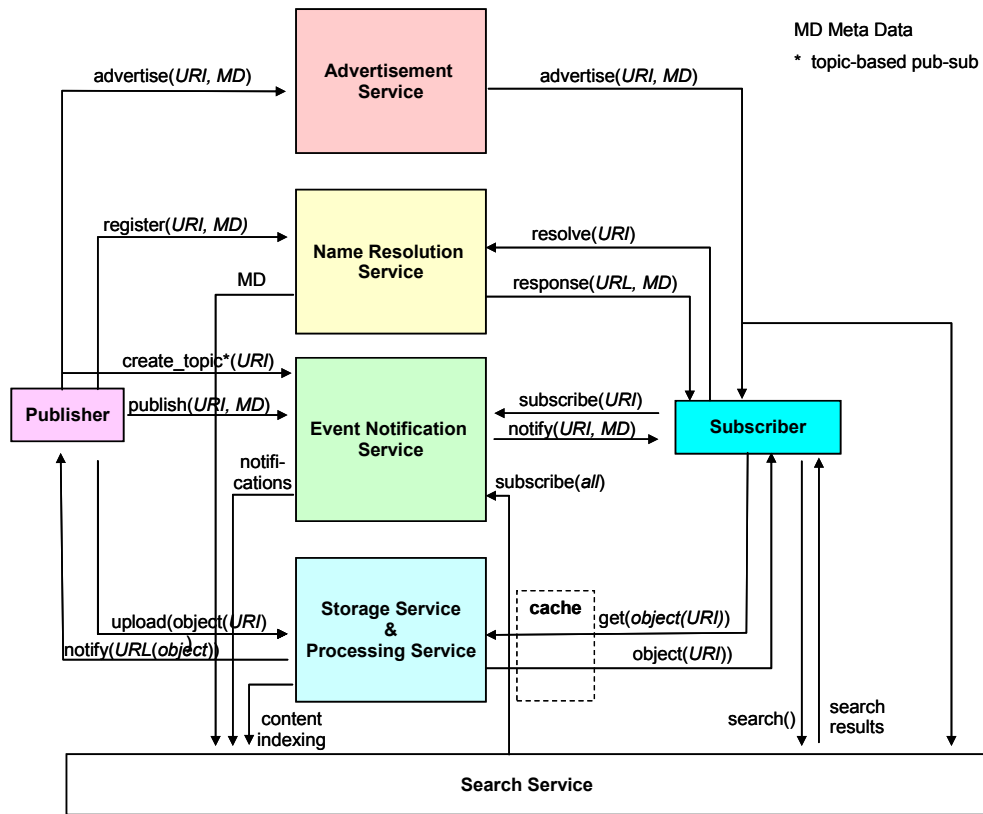 MD Meta Data
* topic-based pub-sub
advertise(URI, MD)
Advertisement
Service
advertise(URI, MD)
register(URI, MD)
Name Resolution
Service
resolve(URI)
MD
response(URL, MD)
create_topic*(URI)
Publisher
publish(URI, MD)
Event Notification
Service
subscribe(URI)
notify(URI, MD)
Subscriber
notifi-
cations
subscribe(all)
Storage Service
&
Processing Service
cache
upload(object(URI
)
notify(URL(object))
get(object(URI))
object(URI))
content
indexing
search()
search
results
Search Service